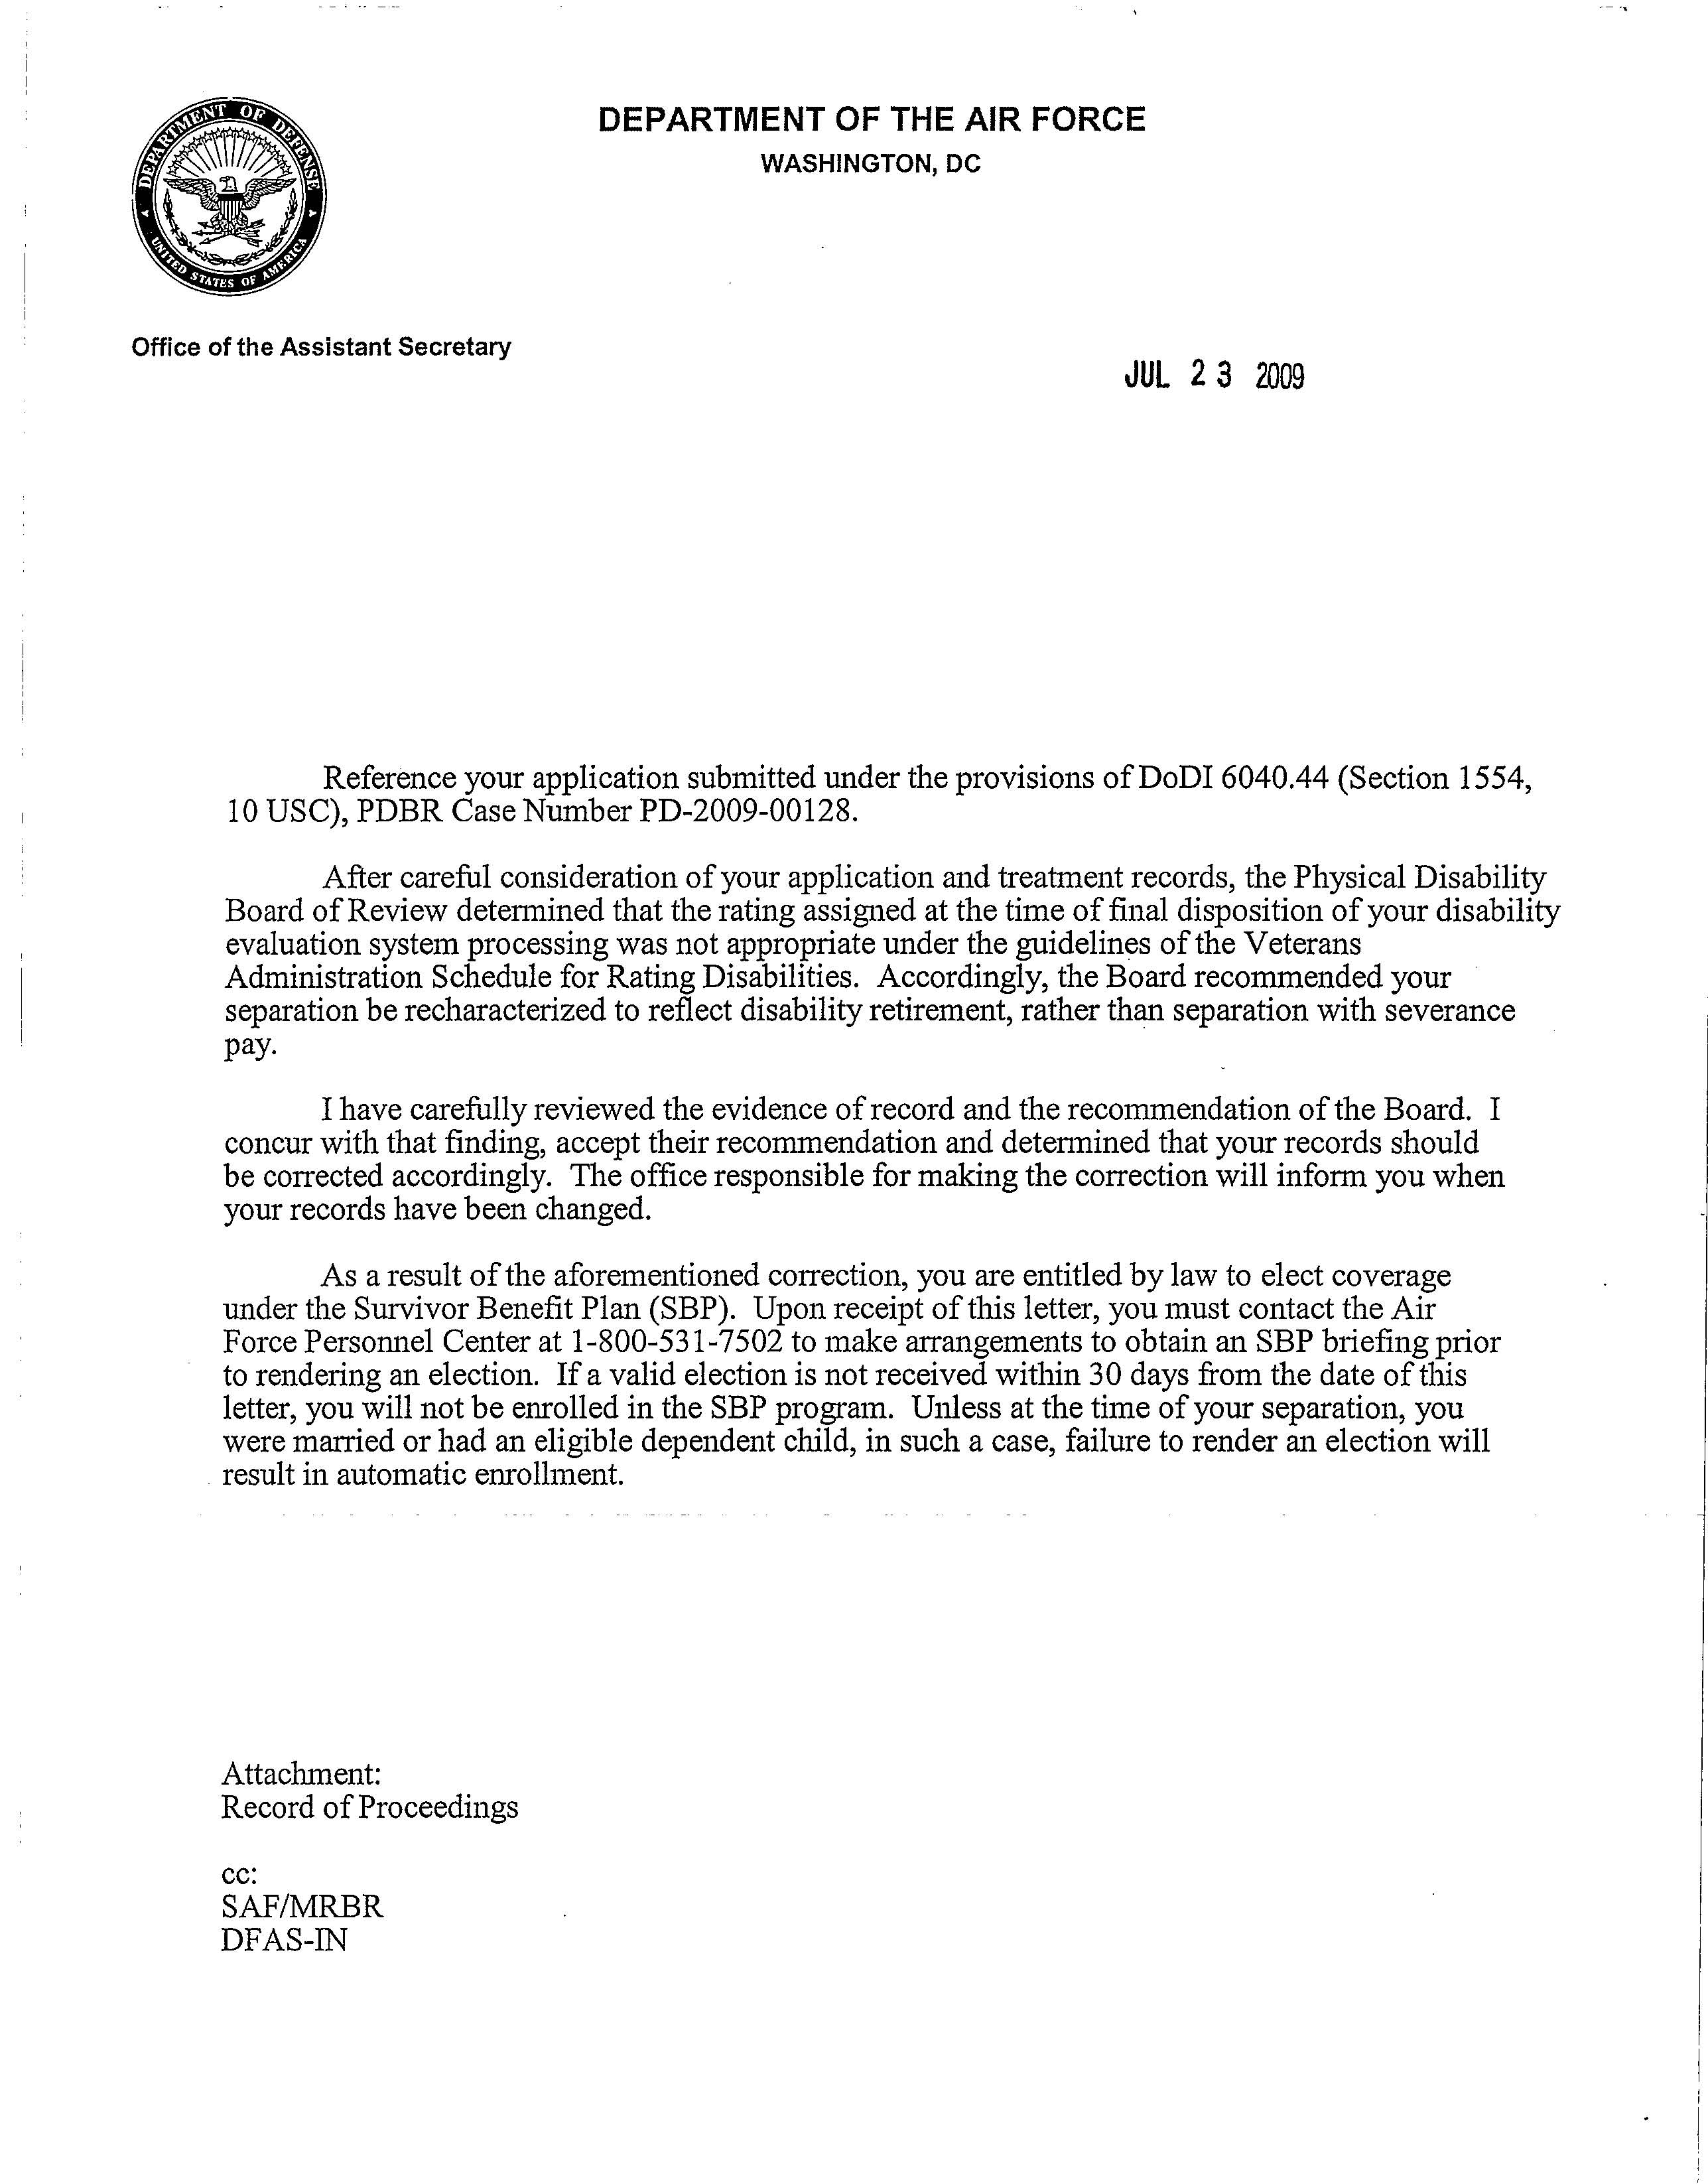 DEPARTMENT OF DEFENSE
UNITED STATES OF AMERICA
DEPARTMENT OF THE AIR FORCE
WASHINGTON, DC
Office of the Assistant Secretary
JUL 23 2009
Reference your application submitted under the provisions of DoDI 6040.44 (Section 1554,
10 USC), PDBR Case Number PD-2009-00128.
After careful consideration of your application and treatment records, the Physical Disability
Board of Review determined that the rating assigned at the time of final disposition of your disability
evaluation system processing was not appropriate under the guidelines of the Veterans
Administration Schedule for Rating Disabilities. Accordingly, the Board recommended your
separation be recharacterized to reflect disability retirement, rather than separation with severance
pay.
I have carefully reviewed the evidence of record and the recommendation of the Board. I
concur with that finding, accept their recommendation and determined that your records should
be corrected accordingly. The office responsible for making the correction will inform you when
your records have been changed.
As a result of the aforementioned correction, you are entitled by law to elect coverage
under the Survivor Benefit Plan (SBP). Upon receipt of this letter, you must contact the Air
Force Personnel Center at 1-800-531-7502 to make arrangements to obtain an SBP briefing prior
to rendering an election. If a valid election is not received within 30 days from the date of this
letter, you will not be enrolled in the SBP program. Unless at the time of your separation, you
were married or had an eligible dependent child, in such a case, failure to render an election will
result in automatic enrollment.
Attachment:
Record of Proceedings
cc:
SAF/MRBR
DFAS-IN